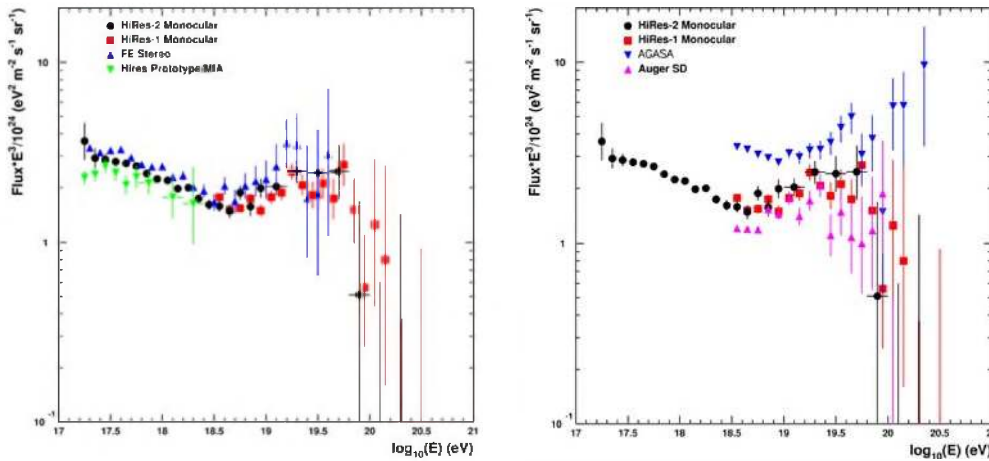 HiRes-2 Monocular
HiRes-1 Monocular
FE Stereo
Hires Prototype/MIA
Flux*E³/10²⁴ (eV² m⁻² s⁻¹ sr⁻¹)
10
1
10⁻¹
17 17.5 18 18.5 19 19.5 20 20.5 21
log₁₀(E) (eV)
HiRes-2 Monocular
HiRes-1 Monocular
AGASA
Auger SD
Flux*E³/10²⁴ (eV² m⁻² s⁻¹ sr⁻¹)
10
1
10⁻¹
17 17.5 18 18.5 19 19.5 20 20.5 21
log₁₀(E) (eV)